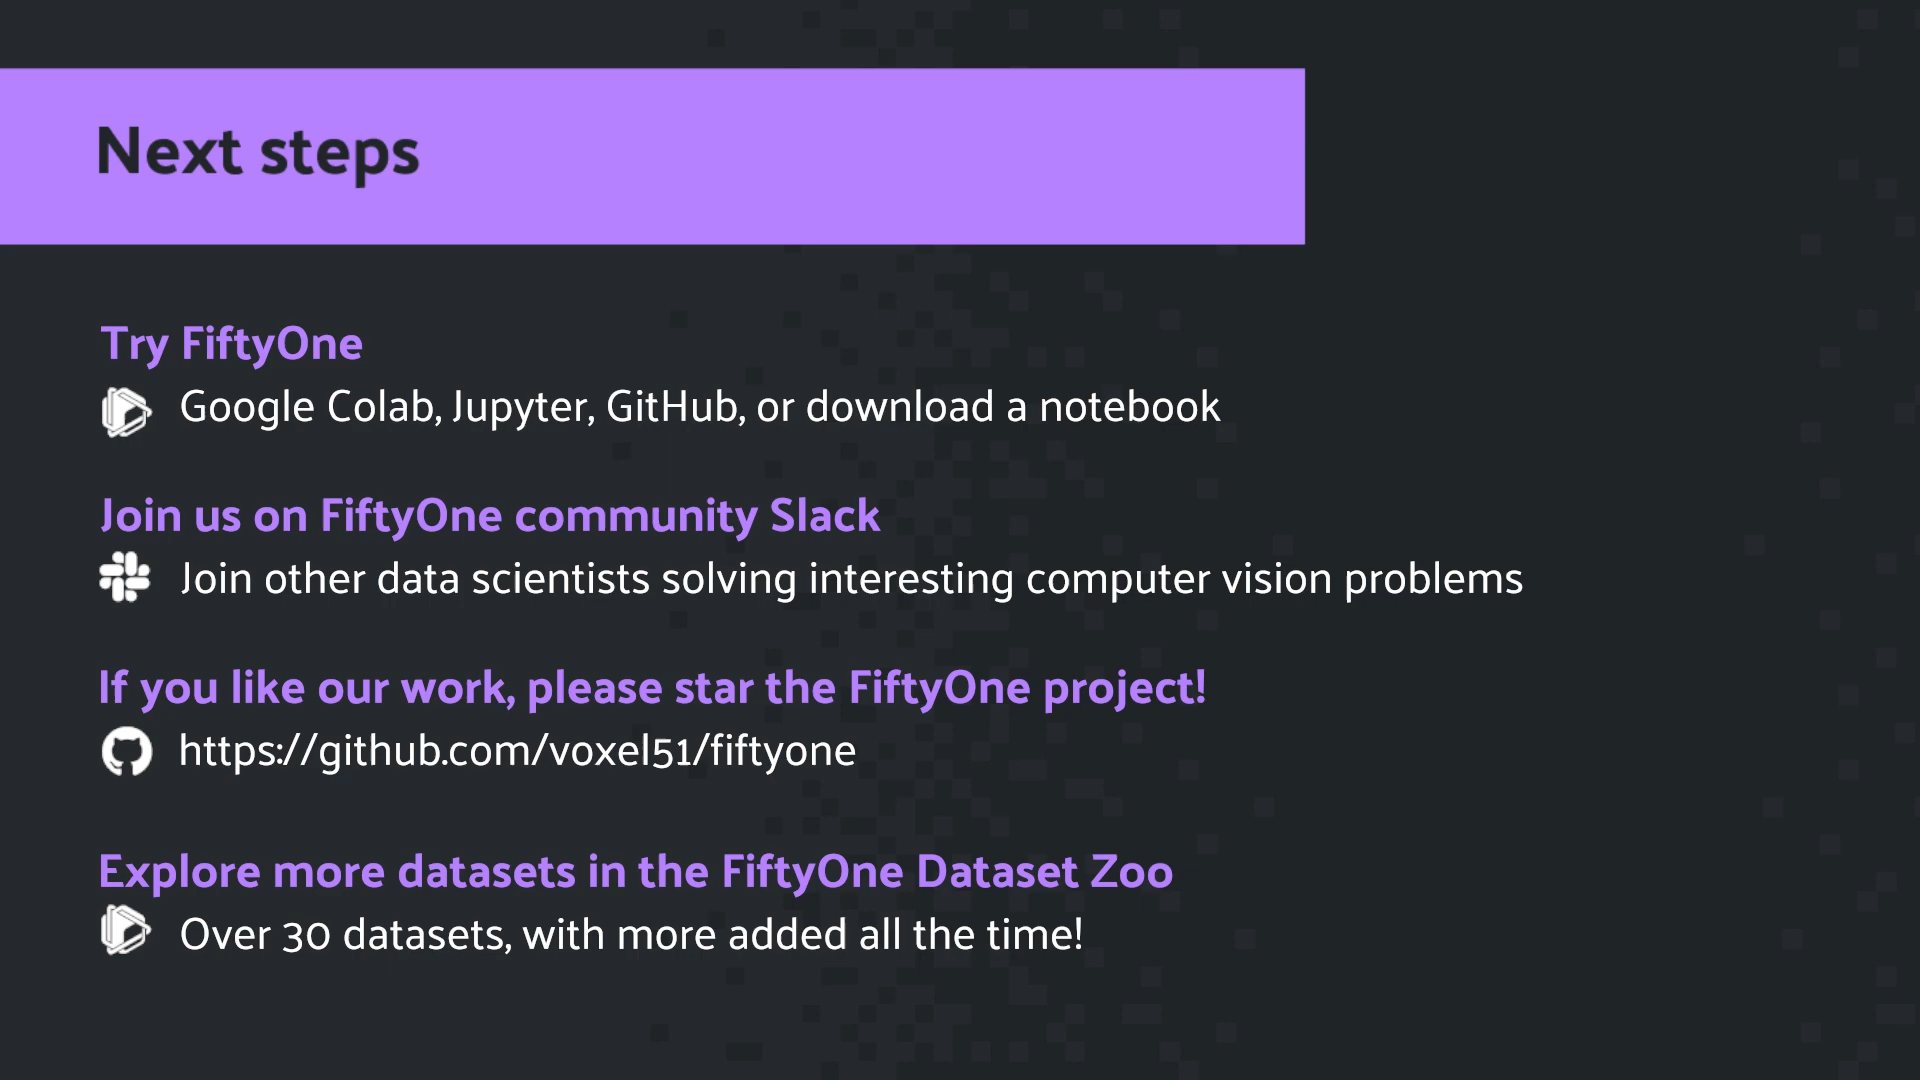 Next steps
Try FiftyOne
Google Colab, Jupyter, GitHub, or download a notebook
Join us on FiftyOne community Slack
Join other data scientists solving interesting computer vision problems
If you like our work, please star the FiftyOne project!
https://github.com/voxel51/fiftyone
Explore more datasets in the FiftyOne Dataset Zoo
Over 30 datasets, with more added all the time!